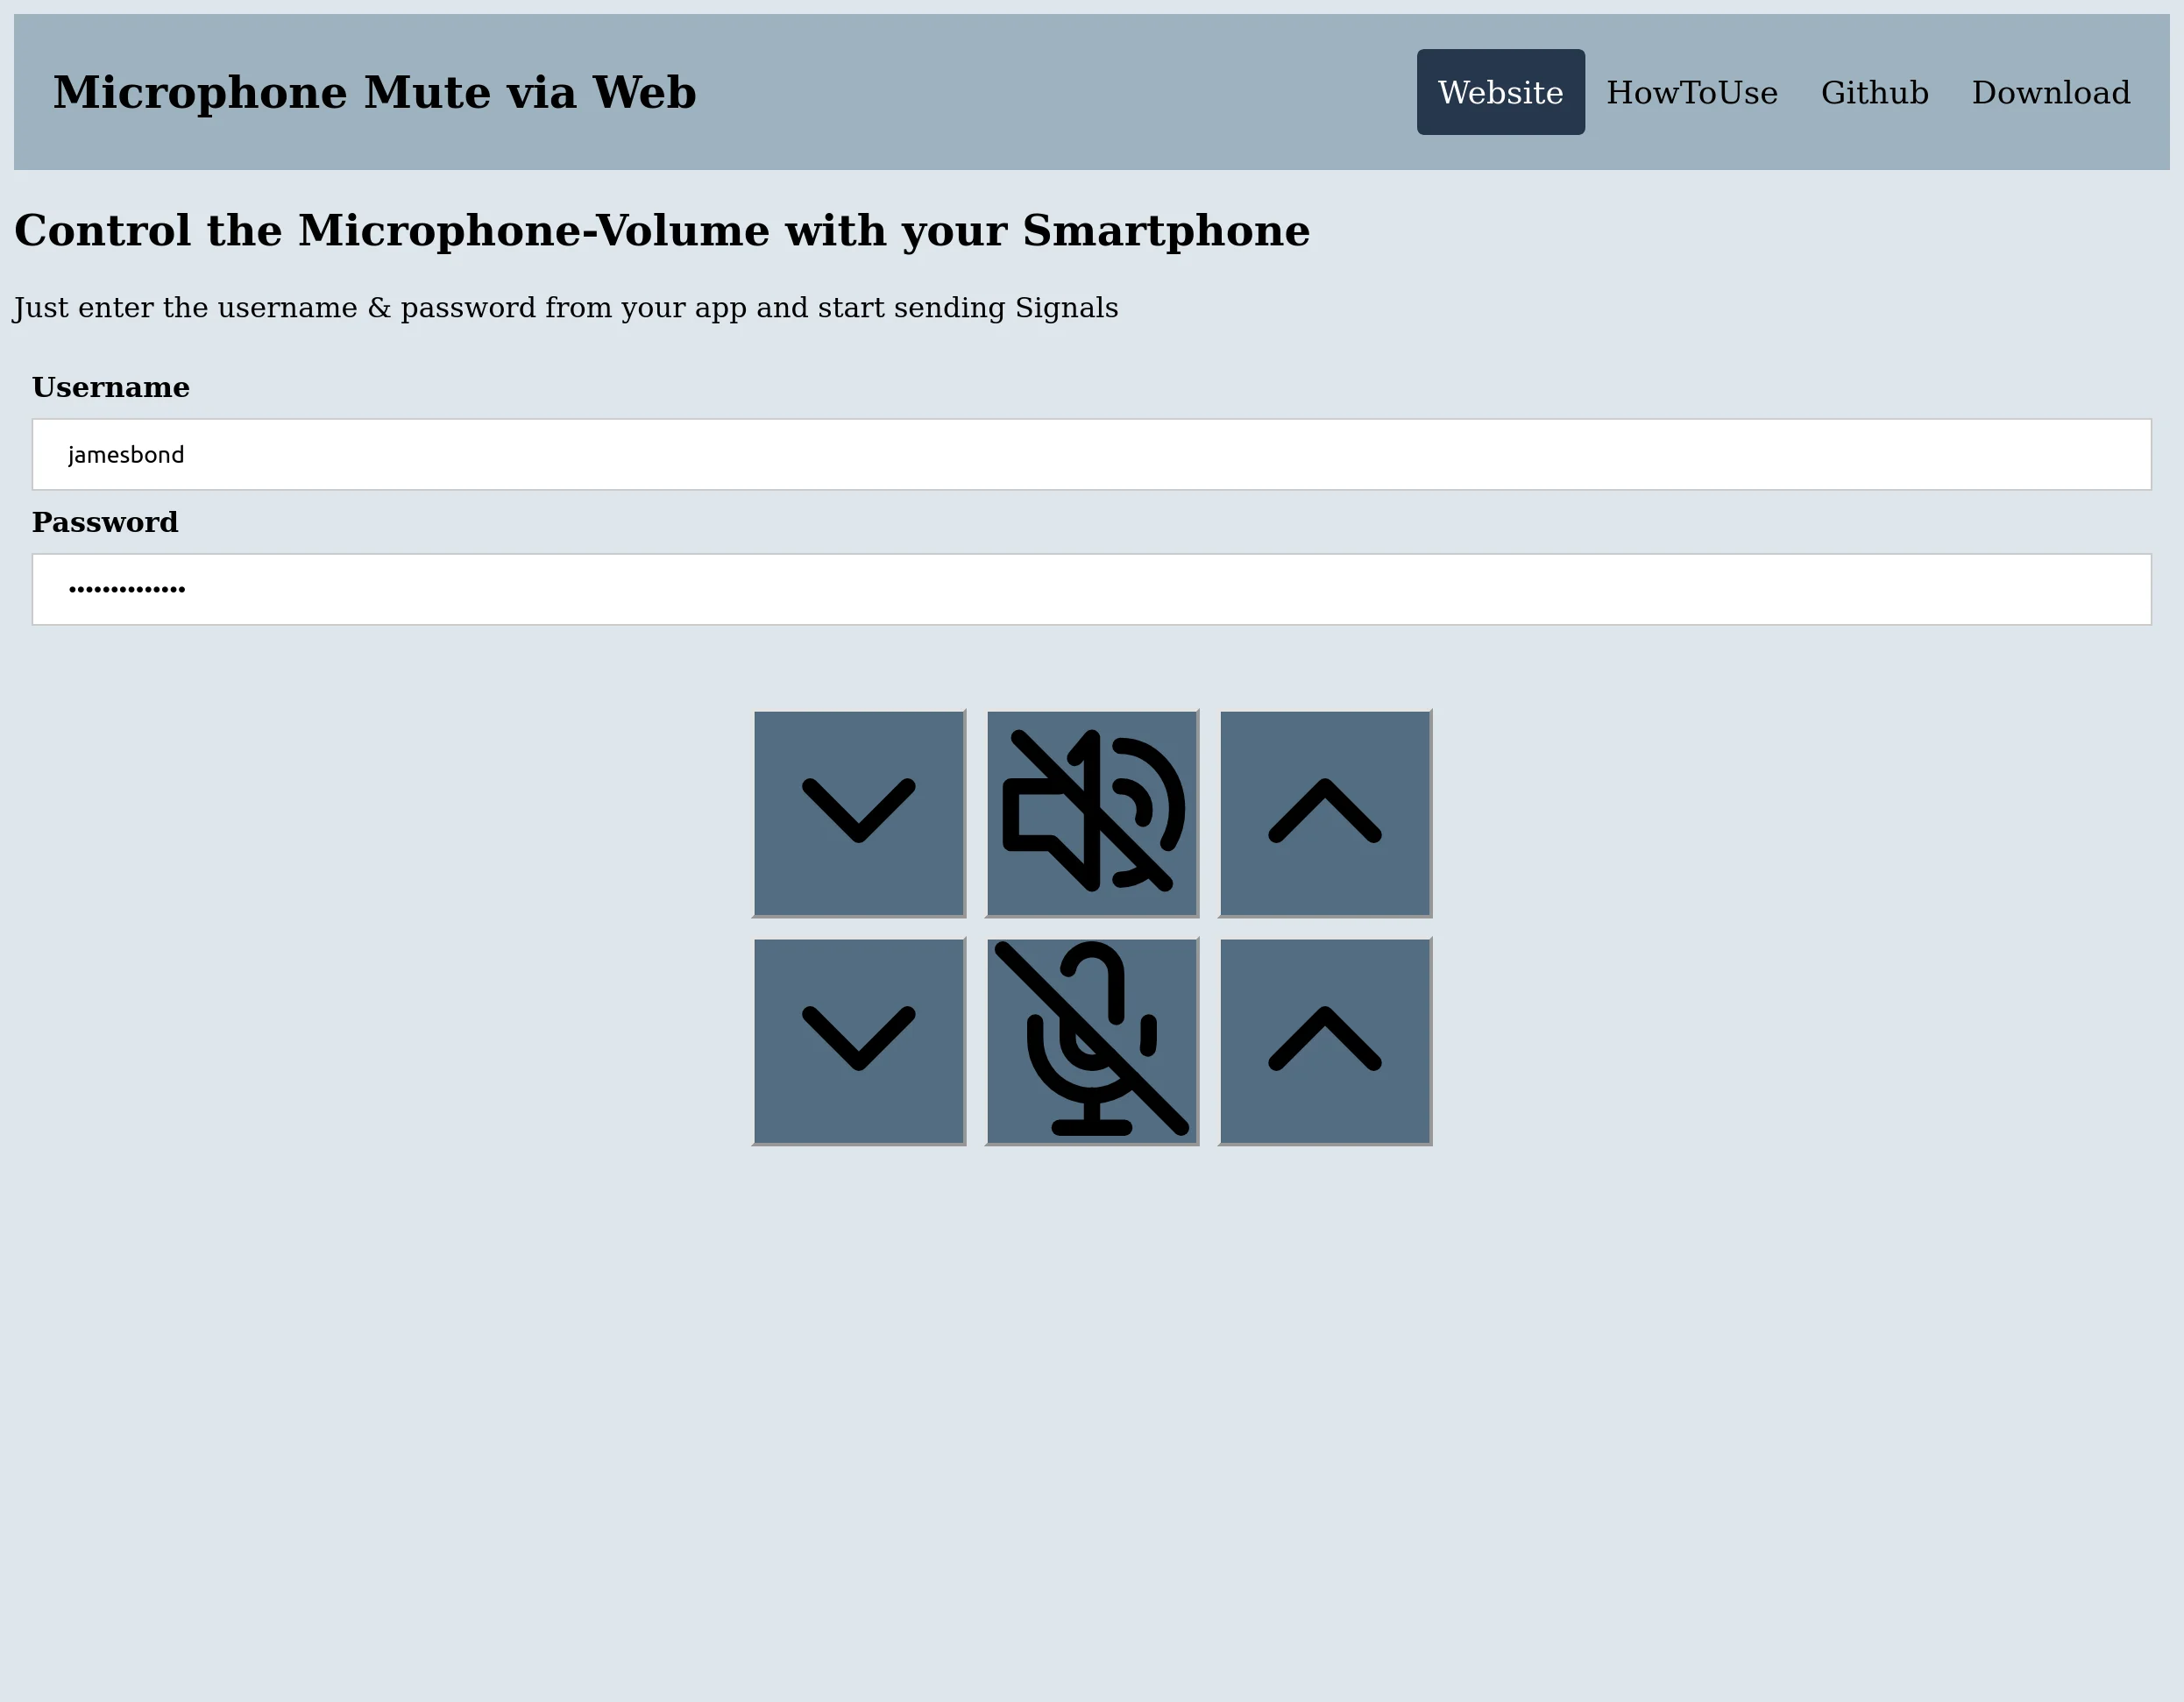 Microphone Mute via Web
Website HowToUse Github Download
Control the Microphone-Volume with your Smartphone
Just enter the username & password from your app and start sending Signals
Username
jamesbond
Password
••••••••••••••